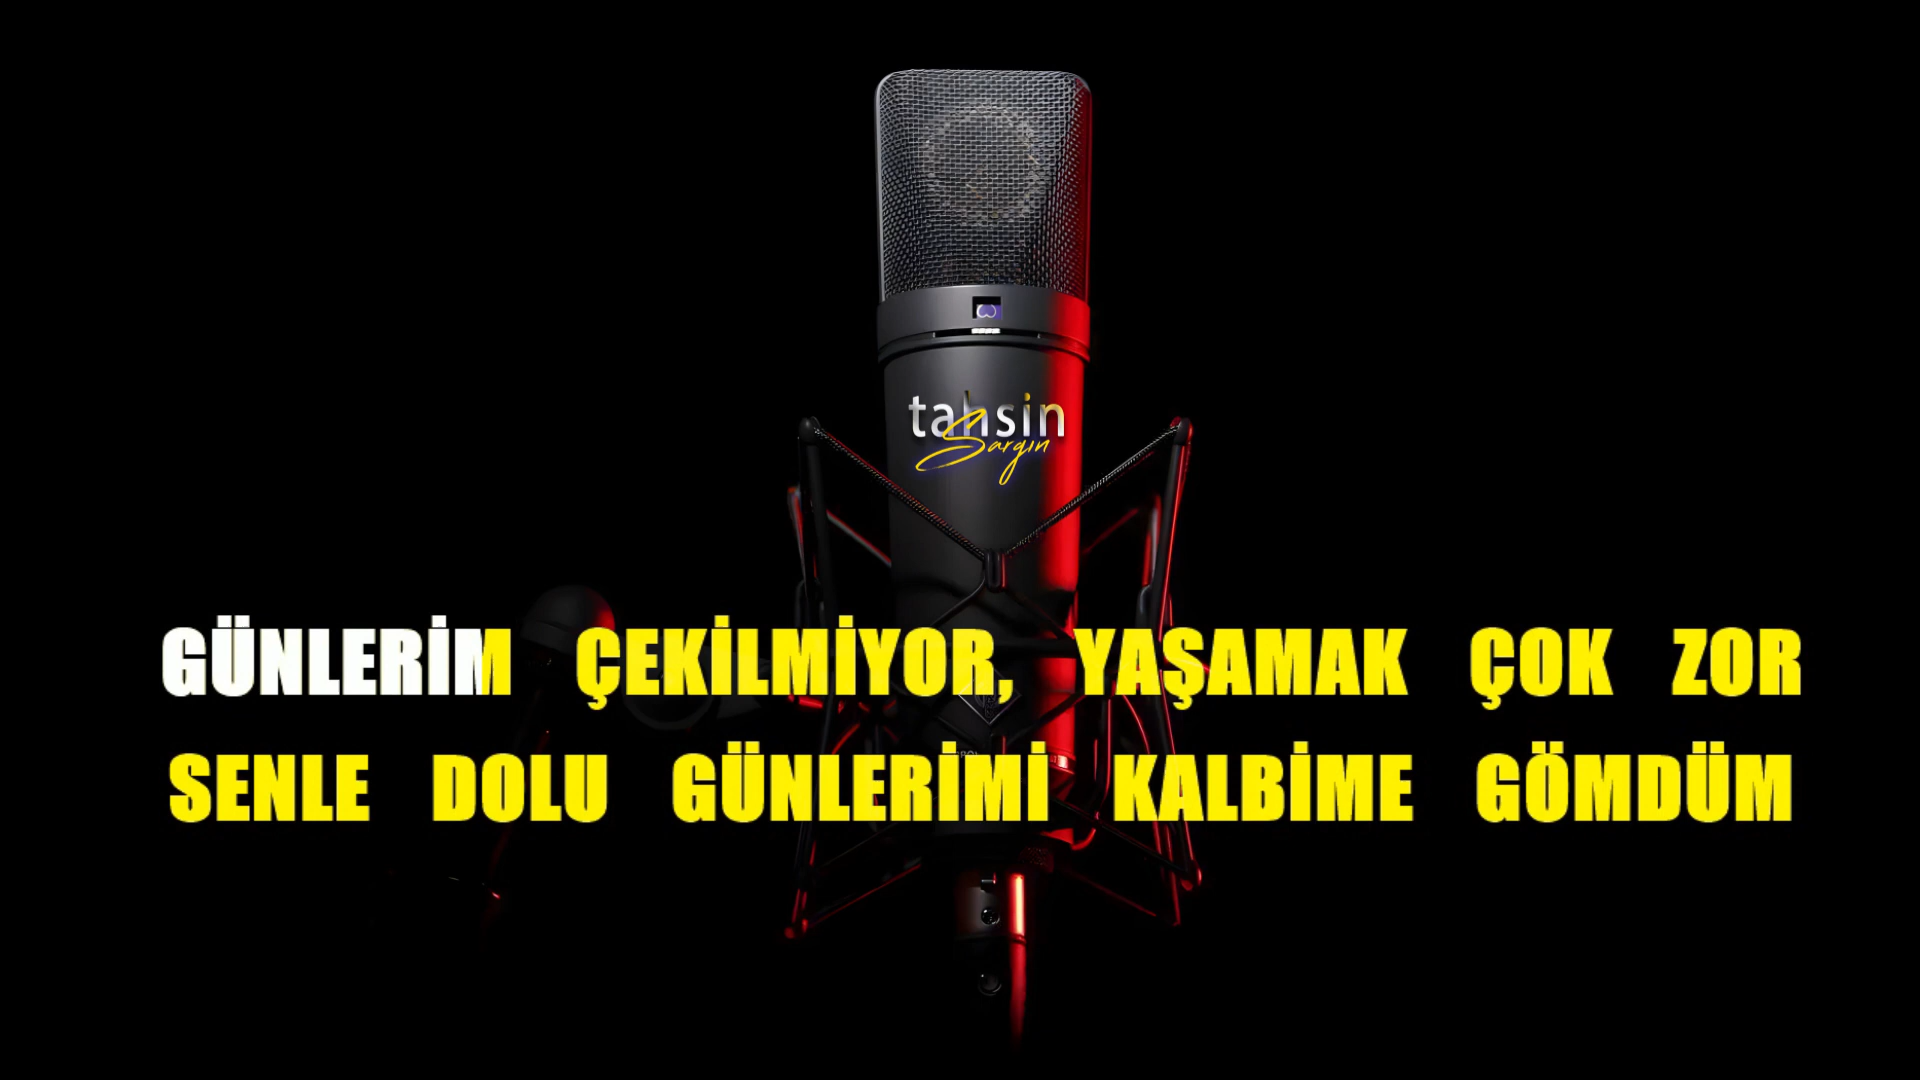 tahsin
Sargın
GÜNLERİM ÇEKİLMİYOR, YAŞAMAK ÇOK ZOR
SENLE DOLU GÜNLERİMİ KALBİME GÖMDÜM